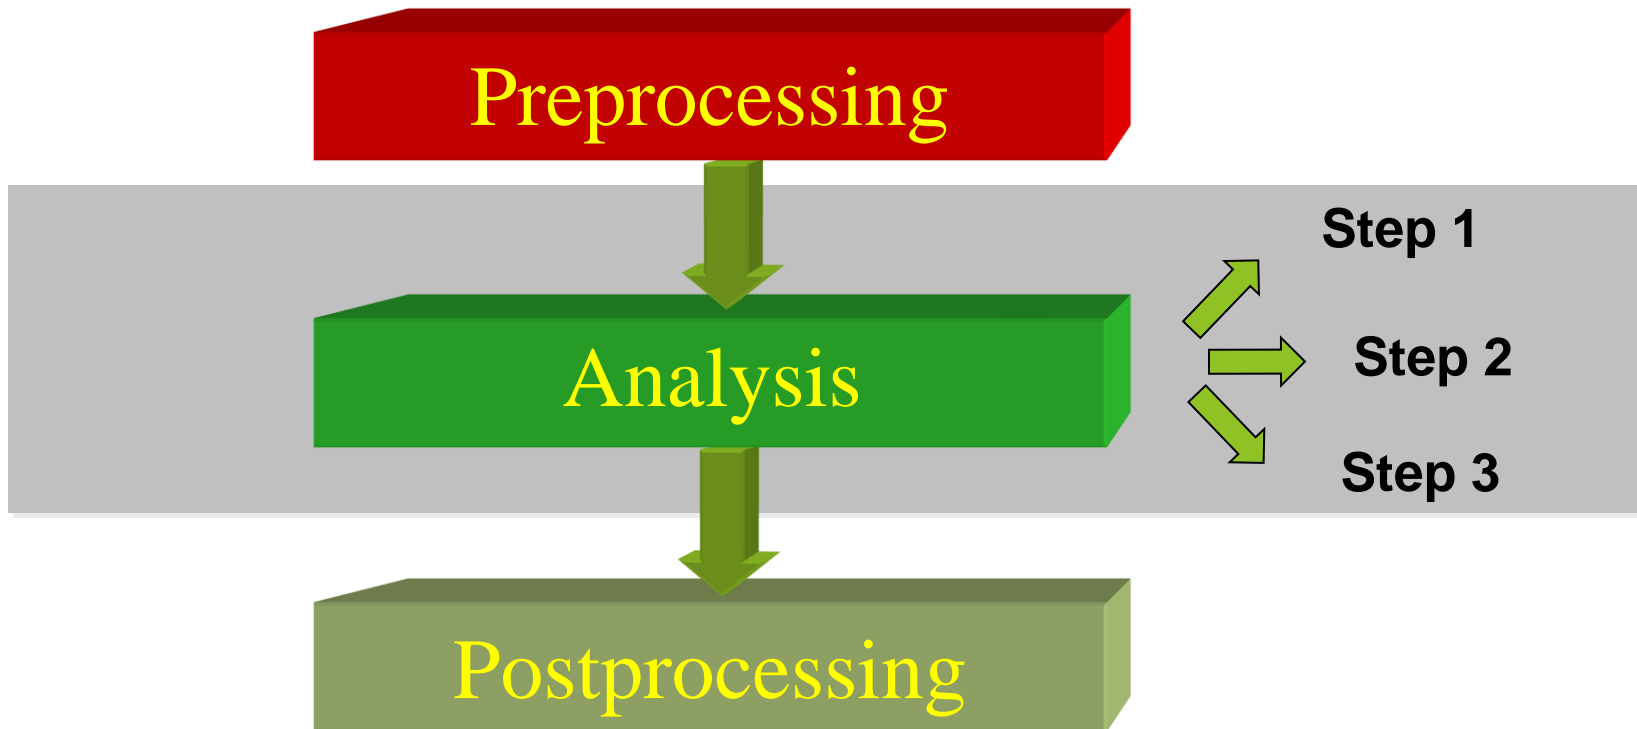 Preprocessing
Step 1
Analysis
Step 2
Step 3
Postprocessing